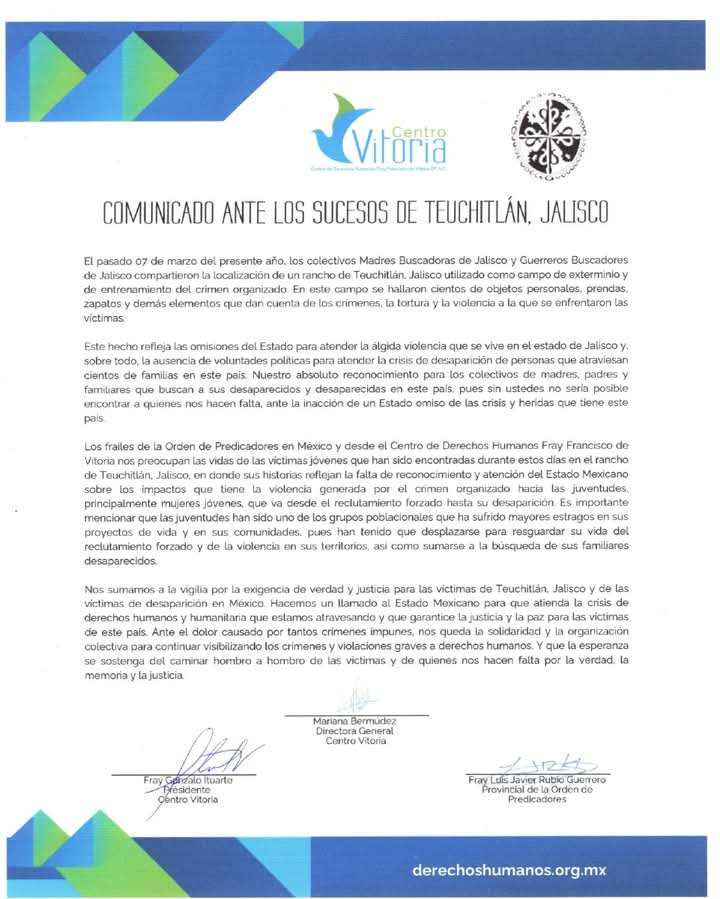 Centro
Vitoria
Centro de Derechos Humanos Fray Francisco de Vitoria OP, A.C.
COMUNICADO ANTE LOS SUCESOS DE TEUCHITLÁN, JALISCO
El pasado 07 de marzo del presente año, los colectivos Madres Buscadoras de Jalisco y Guerreros Buscadores
de Jalisco compartieron la localización de un rancho de Teuchitlán, Jalisco utilizado como campo de exterminio y
de entrenamiento del crimen organizado. En este campo se hallaron cientos de objetos personales, prendas,
zapatos y demás elementos que dan cuenta de los crímenes, la tortura y la violencia a la que se enfrentaron las
víctimas.
Este hecho refleja las omisiones del Estado para atender la álgida violencia que se vive en el estado de Jalisco y,
sobre todo, la ausencia de voluntades políticas para atender la crisis de desaparición de personas que atraviesan
cientos de familias en este país. Nuestro absoluto reconocimiento para los colectivos de madres, padres y
familiares que buscan a sus desaparecidos y desaparecidas en este país, pues sin ustedes no sería posible
encontrar a quienes nos hacen falta, ante la inacción de un Estado omiso de las crisis y heridas que tiene este
país.
Los frailes de la Orden de Predicadores en México y desde el Centro de Derechos Humanos Fray Francisco de
Vitoria nos preocupan las vidas de las víctimas jóvenes que han sido encontradas durante estos días en el rancho
de Teuchitlán, Jalisco, en donde sus historias reflejan la falta de reconocimiento y atención del Estado Mexicano
sobre los impactos que tiene la violencia generada por el crimen organizado hacia las juventudes,
principalmente mujeres jóvenes, que va desde el reclutamiento forzado hasta su desaparición. Es importante
mencionar que las juventudes han sido uno de los grupos poblacionales que ha sufrido mayores estragos en sus
proyectos de vida y en sus comunidades, pues han tenido que desplazarse para resguardar su vida del
reclutamiento forzado y de la violencia en sus territorios, así como sumarse a la búsqueda de sus familiares
desaparecidos.
Nos sumamos a la vigilia por la exigencia de verdad y justicia para las víctimas de Teuchitlán, Jalisco y de las
víctimas de desaparición en México. Hacemos un llamado al Estado Mexicano para que atienda la crisis de
derechos humanos y humanitaria que estamos atravesando y que garantice la justicia y la paz para las víctimas
de este país. Ante el dolor causado por tantos crímenes impunes, nos queda la solidaridad y la organización
colectiva para continuar visibilizando los crímenes y violaciones graves a derechos humanos. Y que la esperanza
se sostenga del caminar hombro a hombro de las víctimas y de quienes nos hacen falta por la verdad, la
memoria y la justicia.
Mariana Bermúdez
Directora General
Centro Vitoria
Fray Gonzalo Ituarte
Presidente
Centro Vitoria
Fray Luis Javier Rubio Guerrero
Provincial de la Orden de
Predicadores
derechoshumanos.org.mx